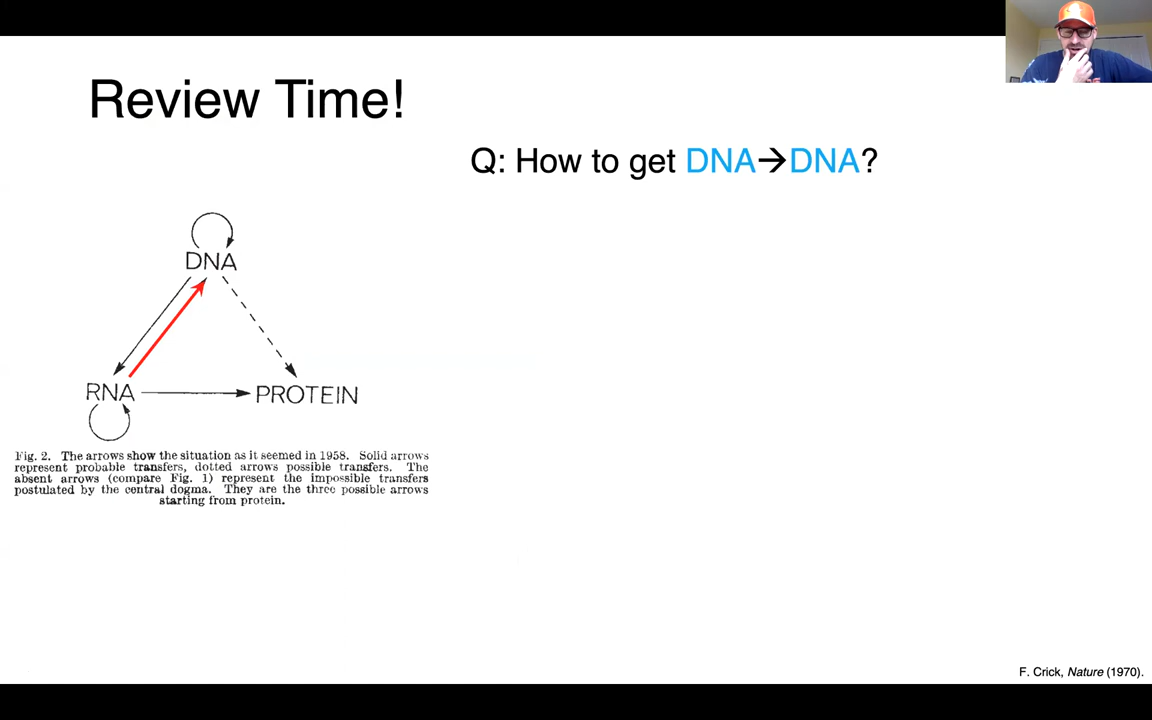 Review Time!
Q: How to get DNA→DNA?
DNA
RNA
PROTEIN
Fig. 2. The arrows show the situation as it seemed in 1958. Solid arrows
represent probable transfers, dotted arrows possible transfers. The
absent arrows (compare Fig. 1) represent the impossible transfers
postulated by the central dogma. They are the three possible arrows
starting from protein.
F. Crick, Nature (1970).